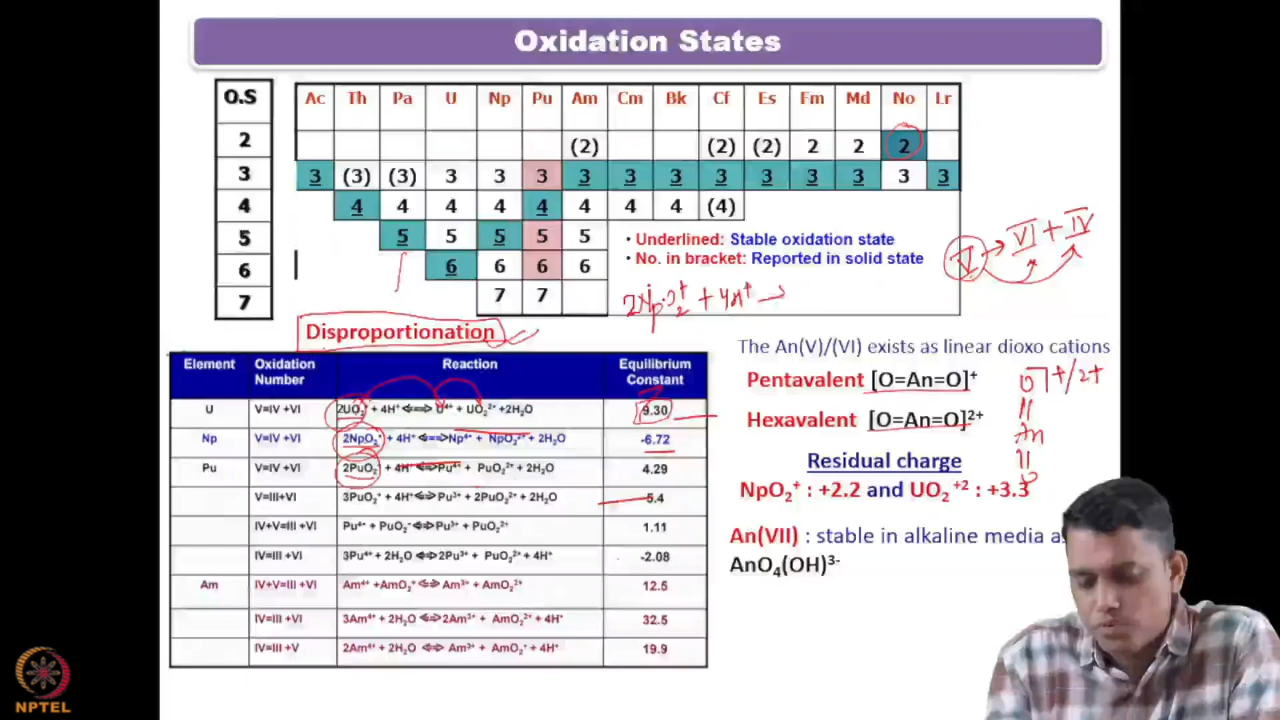 Oxidation States
O.S Ac Th Pa U Np Pu Am Cm Bk Cf Es Fm Md No Lr
2 (2) (2) (2) 2 2 2
3 3 (3) (3) 3 3 3 3 3 3 3 3 3 3 3 3
4 4 4 4 4 4 4 4 4 (4)
5 5 5 5 5 5
6 6 6 6 6
7 7 7
• Underlined: Stable oxidation state
• No. in bracket: Reported in solid state
V → VI + IV
2NpO₂⁺ + 4H⁺ →
Disproportionation
Element Oxidation Number Reaction Equilibrium Constant
U V=IV +VI 2UO₂ + 4H⁺ <==> U⁴⁺ + UO₂²⁺ +2H₂O 9.30
Np V=IV +VI 2NpO₂⁺ + 4H⁺ <==> Np⁴⁺ + NpO₂²⁺ + 2H₂O -6.72
Pu V=IV +VI 2PuO₂ + 4H <=> Pu⁴⁺ + PuO₂²⁺ + 2H₂O 4.29
V=III+VI 3PuO₂⁺ + 4H⁺ <=> Pu³⁺ + 2PuO₂²⁺ + 2H₂O 5.4
IV+V=III +VI Pu⁴⁺ + PuO₂⁺ <=> Pu³⁺ + PuO₂²⁺ 1.11
IV=III +VI 3Pu⁴⁺ + 2H₂O <=> 2Pu³⁺ + PuO₂²⁺ + 4H⁺ -2.08
Am IV+V=III +VI Am⁴⁺ +AmO₂⁺ <=> Am³⁺ + AmO₂²⁺ 12.5
IV=III +VI 3Am⁴⁺ + 2H₂O <=> 2Am³⁺ + AmO₂²⁺ + 4H⁺ 32.5
IV=III +V 2Am⁴⁺ + 2H₂O <=> Am³⁺ + AmO₂⁺ + 4H⁺ 19.9
The An(V)/(VI) exists as linear dioxo cations
Pentavalent [O=An=O]⁺
Hexavalent [O=An=O]²⁺
O +/2+
An
O
Residual charge
NpO₂⁺ : +2.2 and UO₂⁺² : +3.3
An(VII) : stable in alkaline media
AnO₄(OH)³⁻
NPTEL